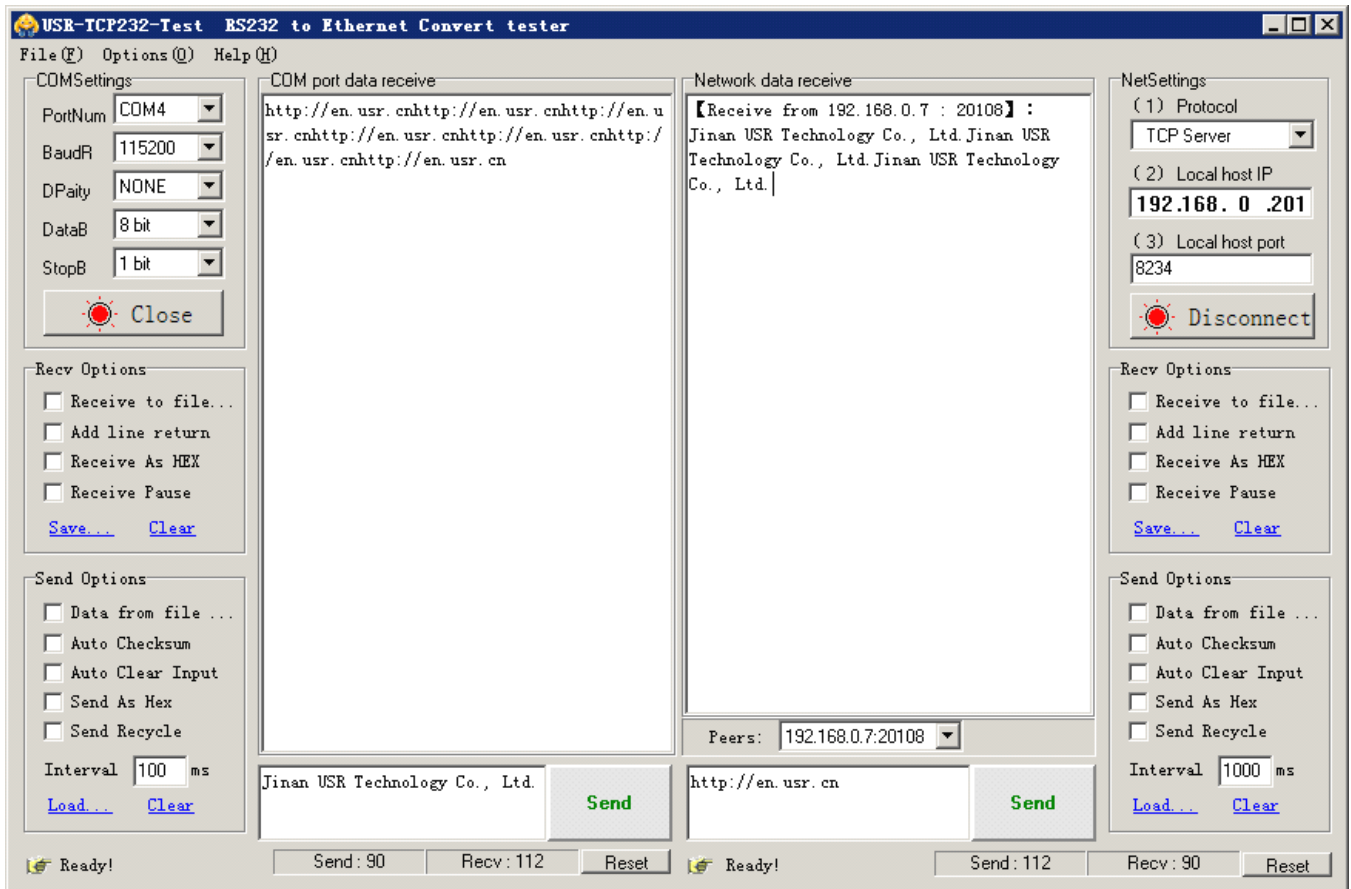 USR-TCP232-Test RS232 to Ethernet Convert tester
File(F) Options(O) Help(H)
COMSettings
PortNum COM4
BaudR 115200
DPaity NONE
DataB 8 bit
StopB 1 bit
Close
Recv Options
Receive to file...
Add line return
Receive As HEX
Receive Pause
Save... Clear
Send Options
Data from file ...
Auto Checksum
Auto Clear Input
Send As Hex
Send Recycle
Interval 100 ms
Load... Clear
Ready!
COM port data receive
http://en.usr.cnhttp://en.usr.cnhttp://en.u
sr.cnhttp://en.usr.cnhttp://en.usr.cnhttp:/
/en.usr.cnhttp://en.usr.cn
Jinan USR Technology Co., Ltd.
Send
Send : 90 Recv : 112 Reset
Network data receive
【Receive from 192.168.0.7 : 20108】：
Jinan USR Technology Co., Ltd.Jinan USR
Technology Co., Ltd.Jinan USR Technology
Co., Ltd.
Peers: 192.168.0.7:20108
http://en.usr.cn
Send
Ready!
Send : 112 Recv : 90 Reset
NetSettings
(1) Protocol
TCP Server
(2) Local host IP
192.168. 0 .201
(3) Local host port
8234
Disconnect
Recv Options
Receive to file...
Add line return
Receive As HEX
Receive Pause
Save... Clear
Send Options
Data from file ...
Auto Checksum
Auto Clear Input
Send As Hex
Send Recycle
Interval 1000 ms
Load... Clear